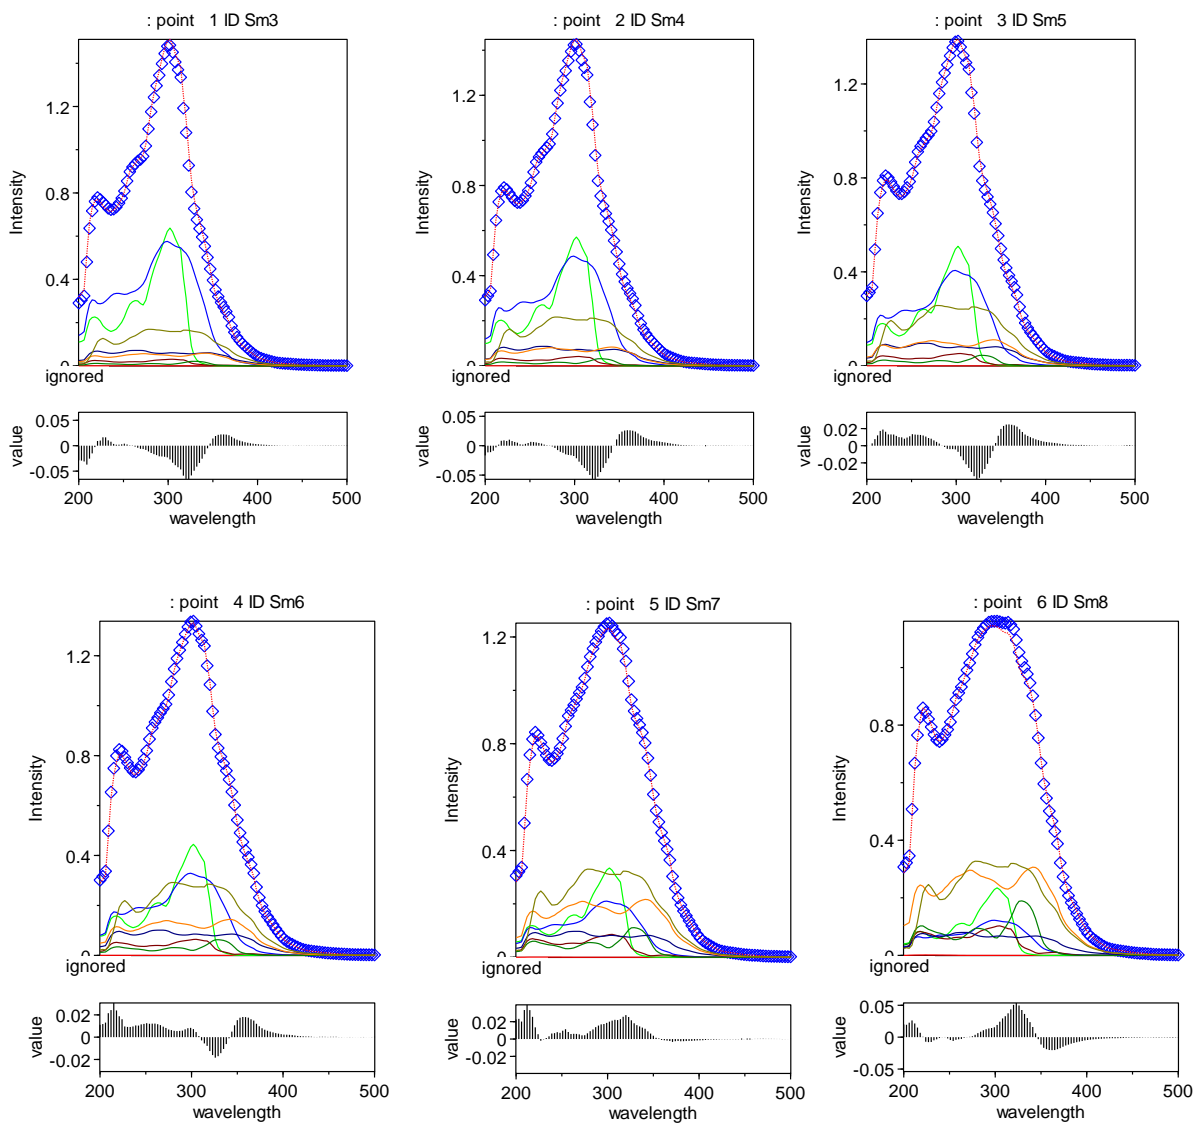 : point 1 ID Sm3
: point 2 ID Sm4
: point 3 ID Sm5
1.2
0.8
0.4
0
Intensity
ignored
1.2
0.8
0.4
0
Intensity
ignored
1.2
0.8
0.4
0
Intensity
ignored
0.05
0
-0.05
value
200 300 400 500
wavelength
0.05
0
-0.05
value
200 300 400 500
wavelength
0.02
0
-0.02
value
200 300 400 500
wavelength
: point 4 ID Sm6
: point 5 ID Sm7
: point 6 ID Sm8
1.2
0.8
0.4
0
Intensity
ignored
1.2
0.8
0.4
0
Intensity
ignored
0.8
0.4
0
Intensity
ignored
0.02
0
-0.02
value
200 300 400 500
wavelength
0.02
0
-0.02
value
200 300 400 500
wavelength
0.05
0
-0.05
value
200 300 400 500
wavelength